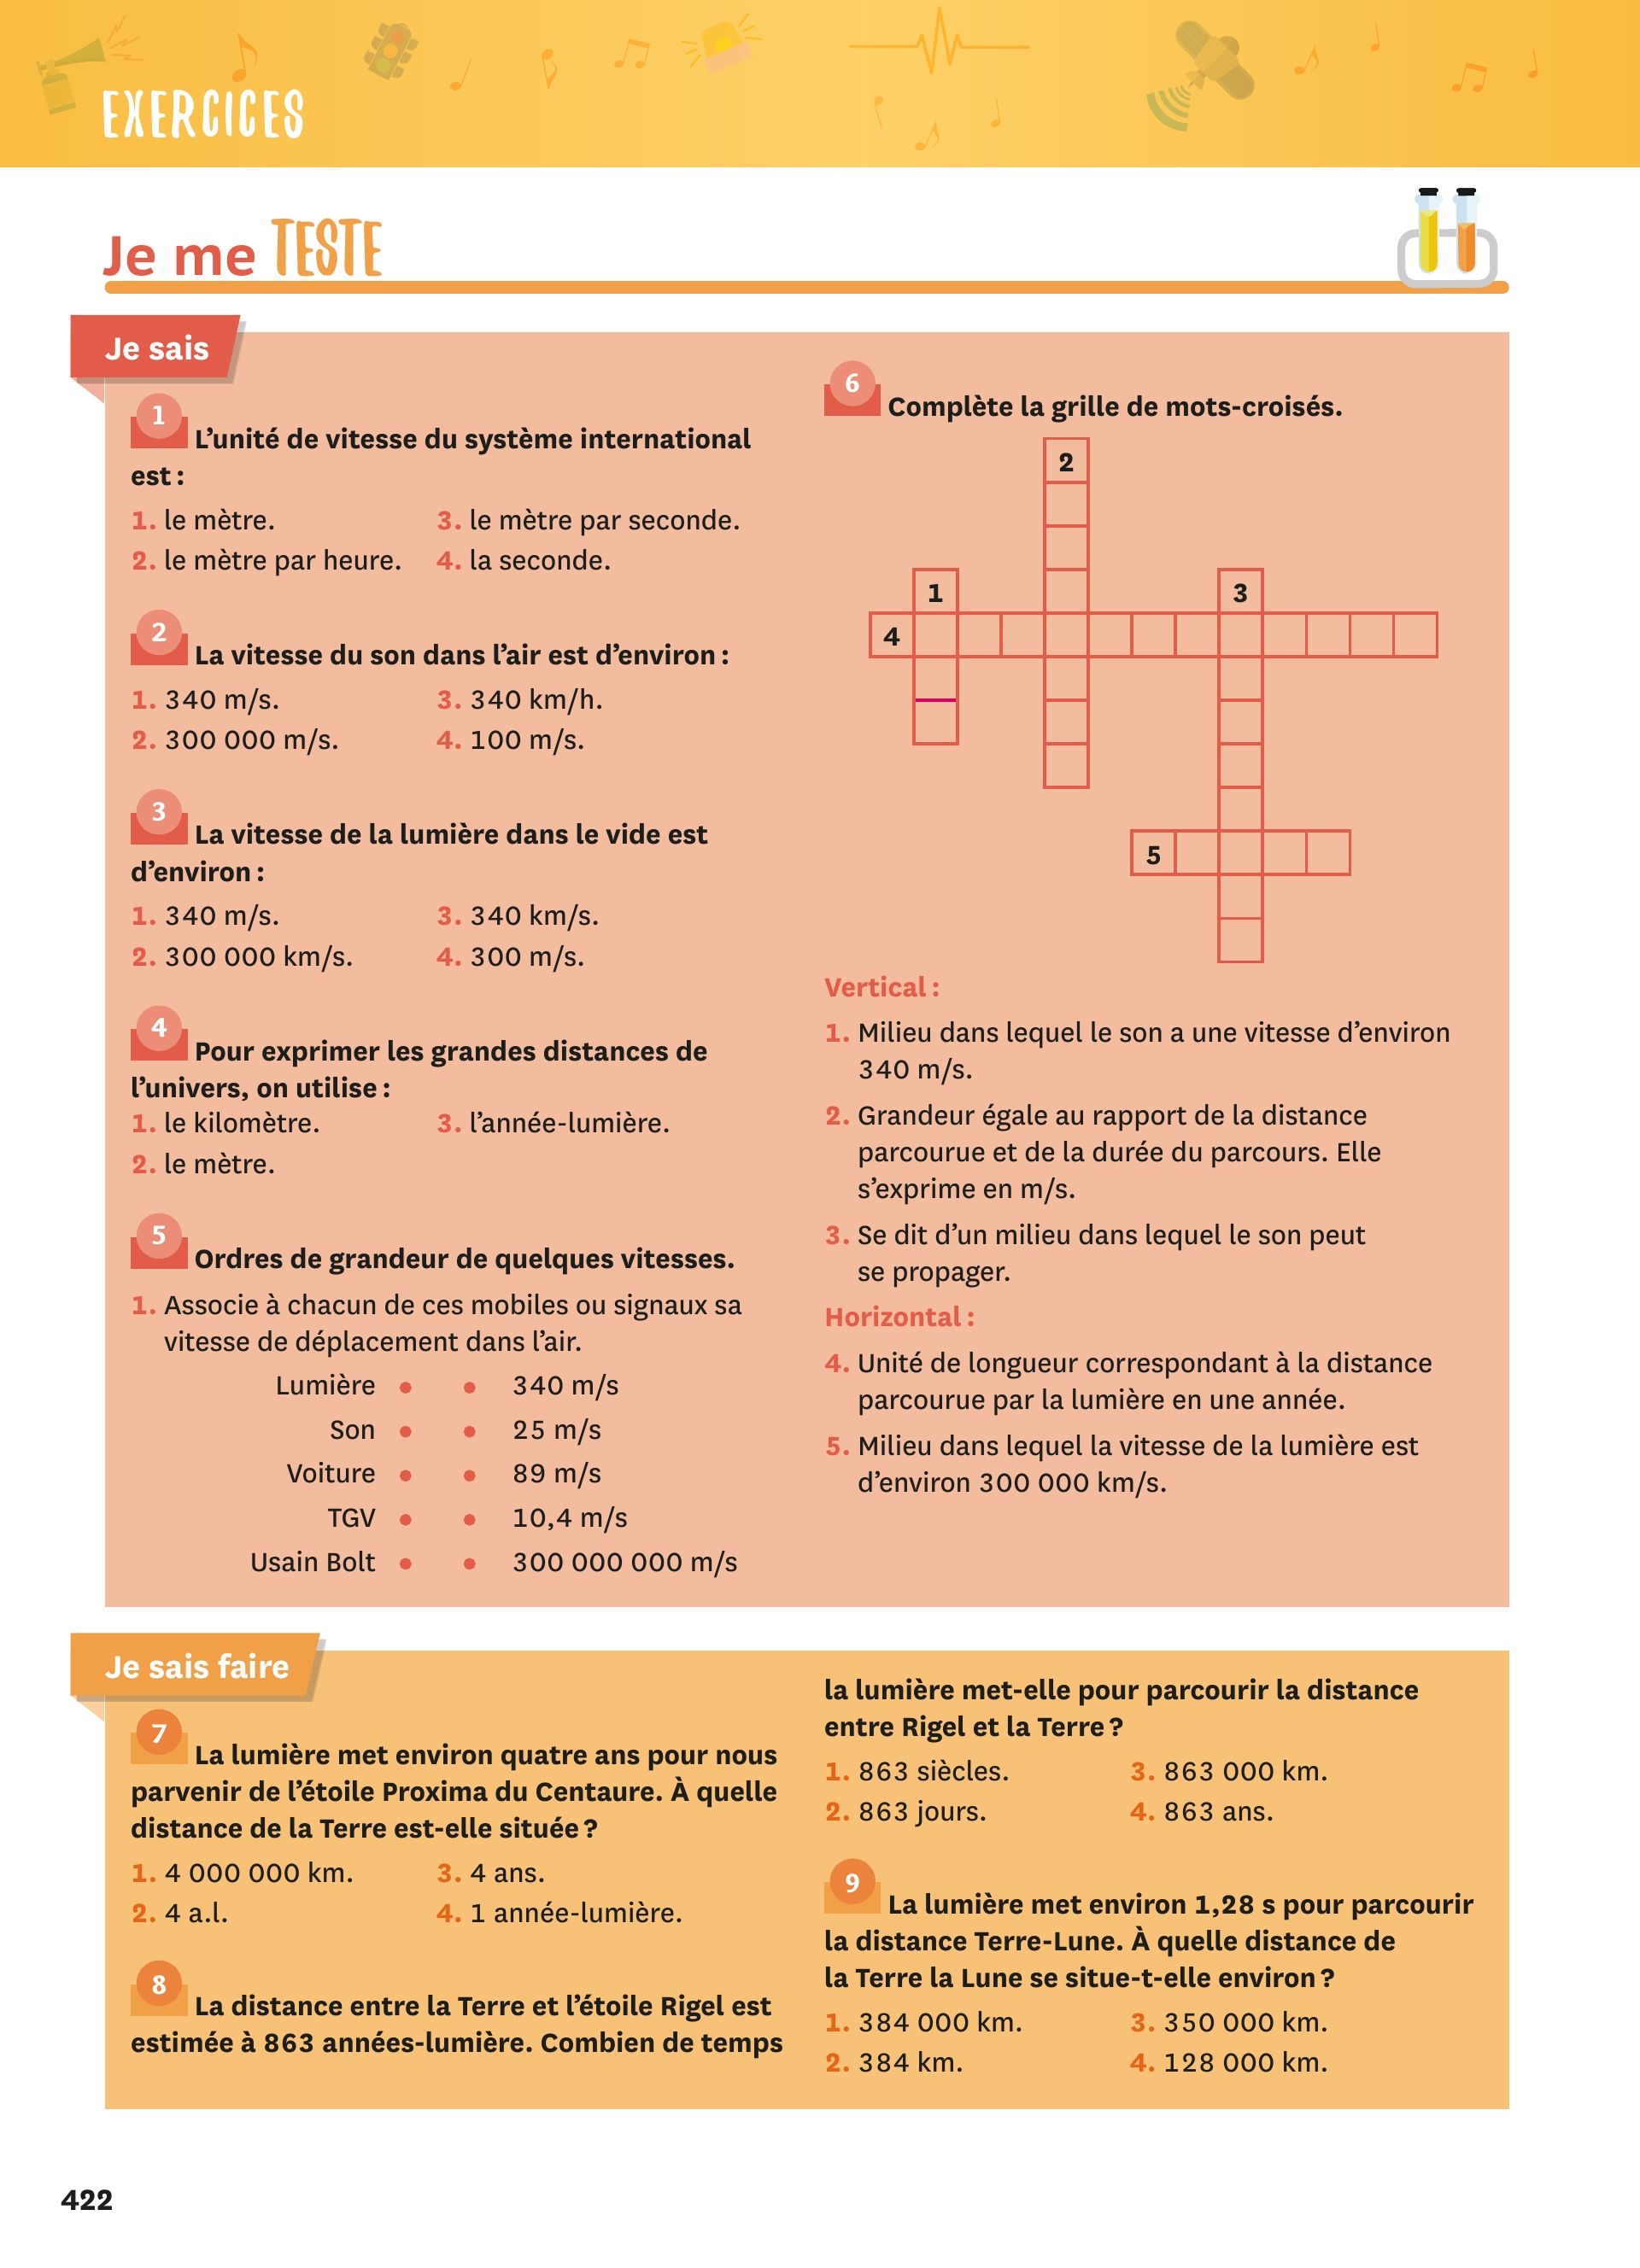 EXERCICES
Je me TESTE
Je sais
1
L’unité de vitesse du système international
est :
1. le mètre.
3. le mètre par seconde.
2. le mètre par heure.
4. la seconde.
2
La vitesse du son dans l’air est d’environ :
1. 340 m/s.
3. 340 km/h.
2. 300 000 m/s.
4. 100 m/s.
3
La vitesse de la lumière dans le vide est
d’environ :
1. 340 m/s.
3. 340 km/s.
2. 300 000 km/s.
4. 300 m/s.
4
Pour exprimer les grandes distances de
l’univers, on utilise :
1. le kilomètre.
3. l’année-lumière.
2. le mètre.
5
Ordres de grandeur de quelques vitesses.
1. Associe à chacun de ces mobiles ou signaux sa
vitesse de déplacement dans l’air.
Lumière • • 340 m/s
Son • • 25 m/s
Voiture • • 89 m/s
TGV • • 10,4 m/s
Usain Bolt • • 300 000 000 m/s
6
Complète la grille de mots-croisés.
2
1
3
4
5
Vertical :
1. Milieu dans lequel le son a une vitesse d’environ
340 m/s.
2. Grandeur égale au rapport de la distance
parcourue et de la durée du parcours. Elle
s’exprime en m/s.
3. Se dit d’un milieu dans lequel le son peut
se propager.
Horizontal :
4. Unité de longueur correspondant à la distance
parcourue par la lumière en une année.
5. Milieu dans lequel la vitesse de la lumière est
d’environ 300 000 km/s.
Je sais faire
7
La lumière met environ quatre ans pour nous
parvenir de l’étoile Proxima du Centaure. À quelle
distance de la Terre est-elle située ?
1. 4 000 000 km.
3. 4 ans.
2. 4 a.l.
4. 1 année-lumière.
8
La distance entre la Terre et l’étoile Rigel est
estimée à 863 années-lumière. Combien de temps
la lumière met-elle pour parcourir la distance
entre Rigel et la Terre ?
1. 863 siècles.
3. 863 000 km.
2. 863 jours.
4. 863 ans.
9
La lumière met environ 1,28 s pour parcourir
la distance Terre-Lune. À quelle distance de
la Terre la Lune se situe-t-elle environ ?
1. 384 000 km.
3. 350 000 km.
2. 384 km.
4. 128 000 km.
422